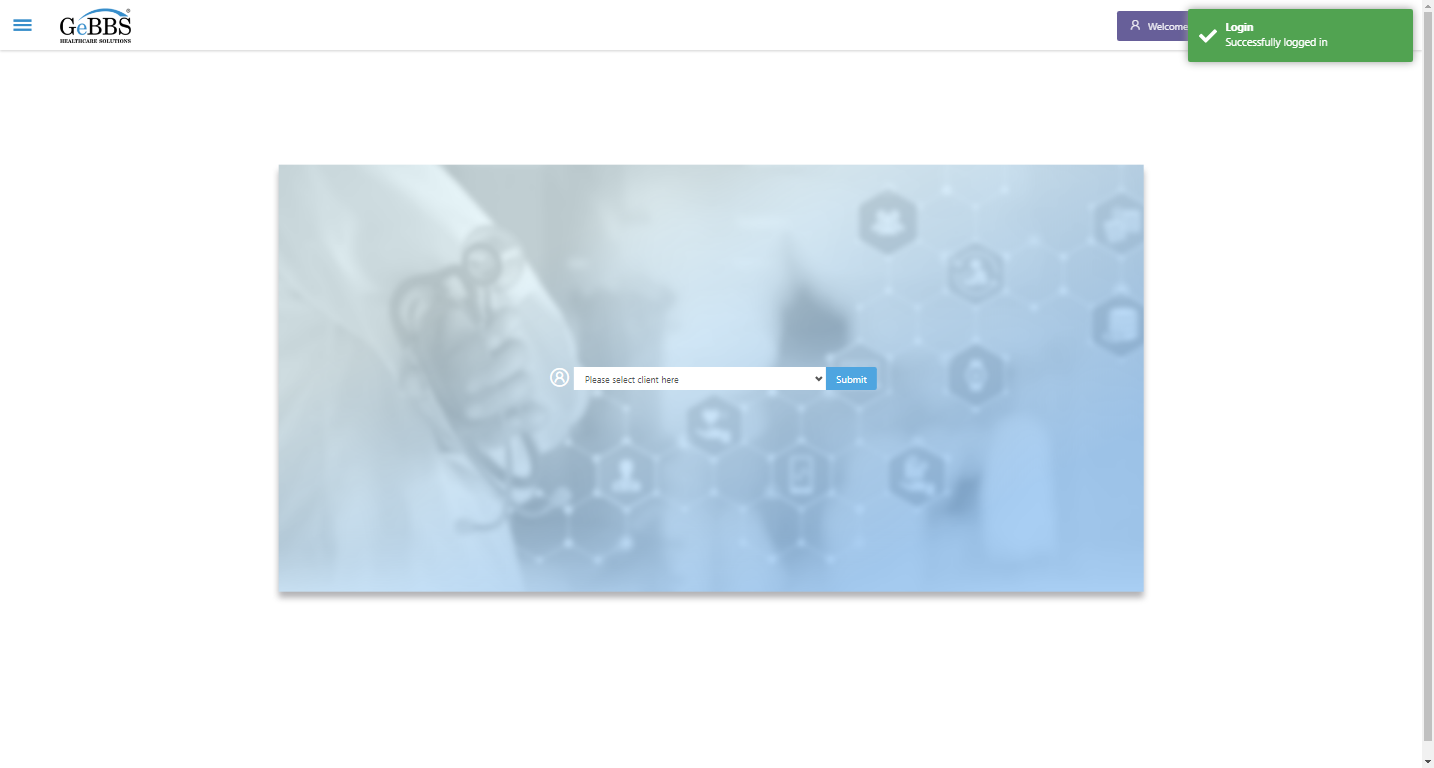 GeBBS®
HEALTHCARE SOLUTIONS
Welcome
Login
Successfully logged in
Please select client here
Submit